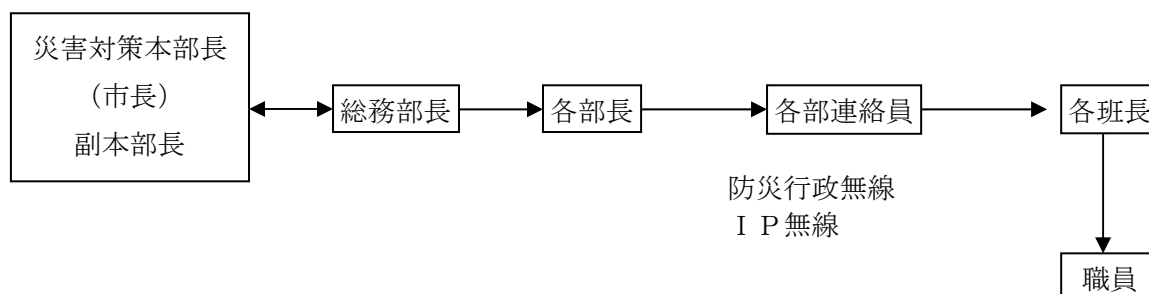 災害対策本部長
（市長）
副本部長
総務部長
各部長
各部連絡員
各班長
防災行政無線
ＩＰ無線
職員